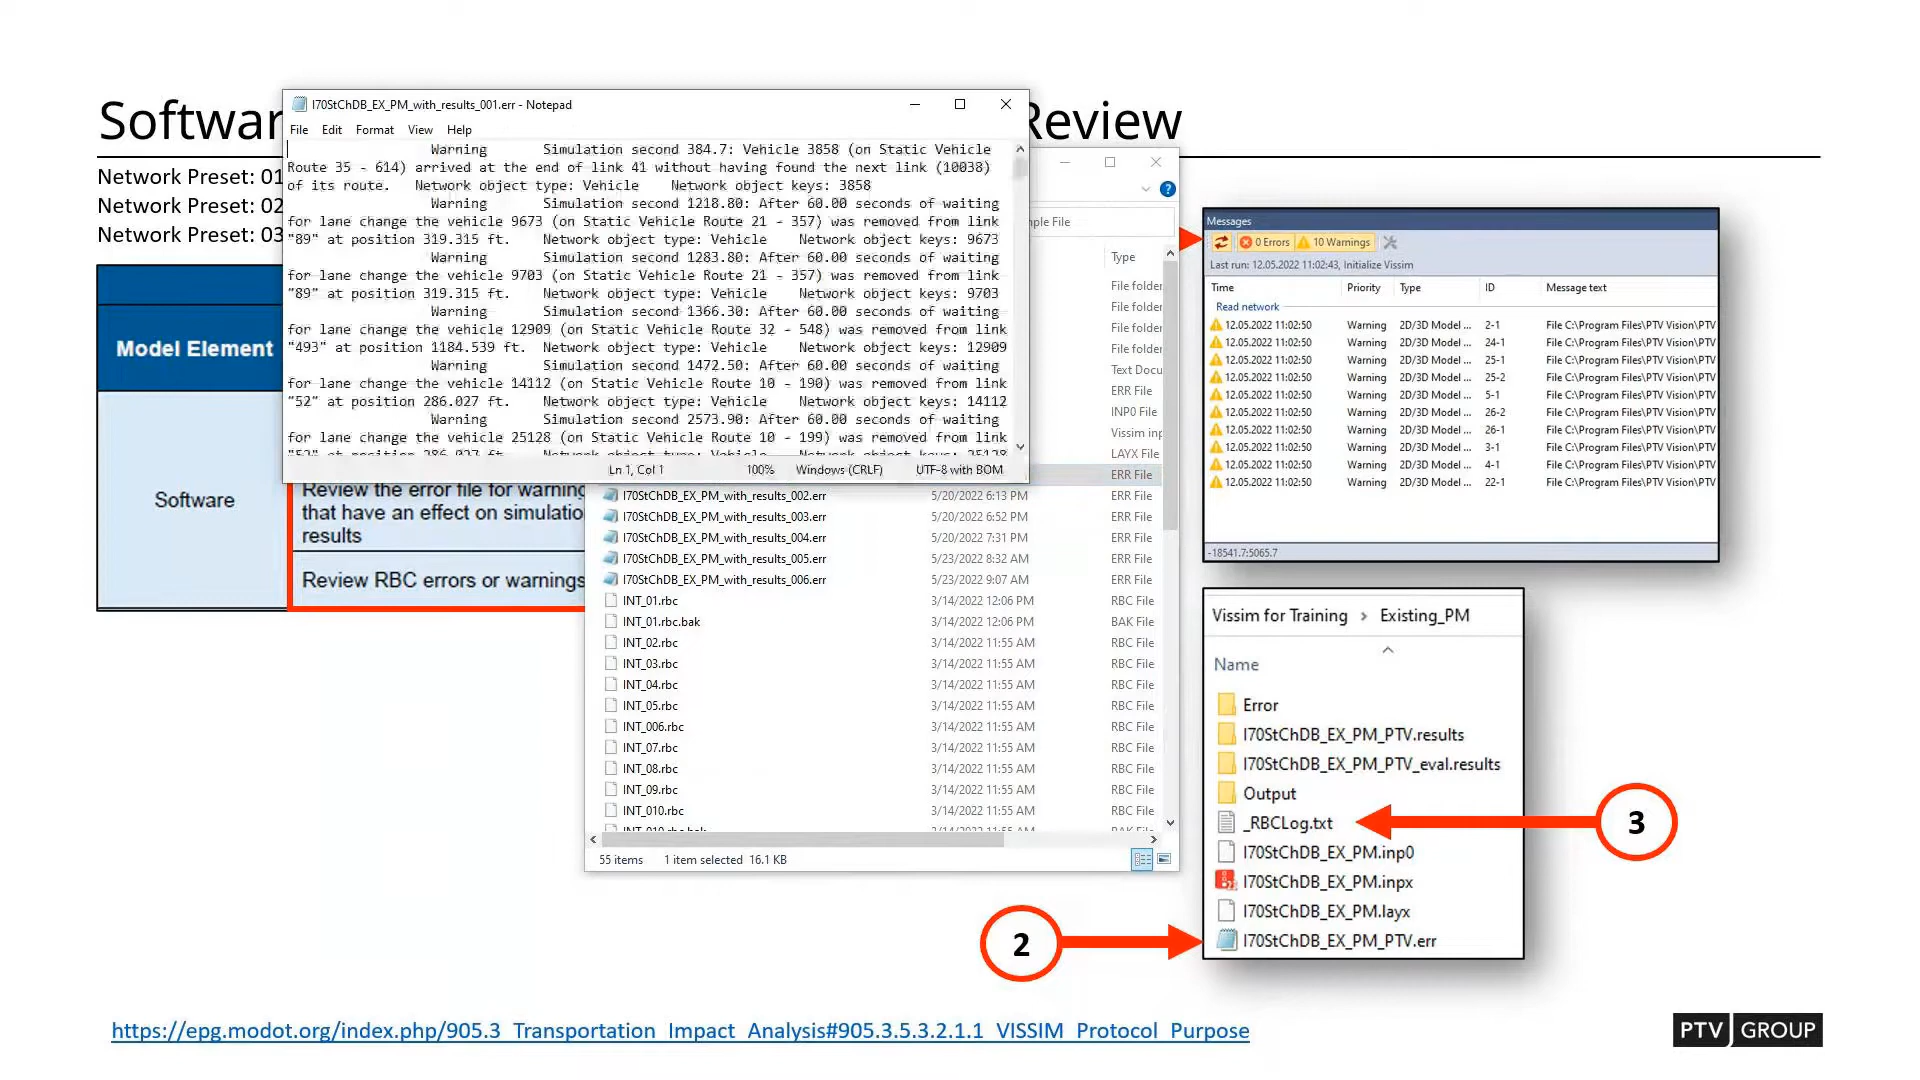 Softwar
Review
Network Preset: 01
Network Preset: 02
Network Preset: 03
Model Element
Software
Review the error file for warning
that have an effect on simulatio
results
Review RBC errors or warnings
I70StChDB_EX_PM_with_results_001.err - Notepad
File Edit Format View Help
Warning Simulation second 384.7: Vehicle 3858 (on Static Vehicle
Route 35 - 614) arrived at the end of link 41 without having found the next link (10038)
of its route. Network object type: Vehicle Network object keys: 3858
Warning Simulation second 1218.80: After 60.00 seconds of waiting
for lane change the vehicle 9673 (on Static Vehicle Route 21 - 357) was removed from link
"89" at position 319.315 ft. Network object type: Vehicle Network object keys: 9673
Warning Simulation second 1283.80: After 60.00 seconds of waiting
for lane change the vehicle 9703 (on Static Vehicle Route 21 - 357) was removed from link
"89" at position 319.315 ft. Network object type: Vehicle Network object keys: 9703
Warning Simulation second 1366.30: After 60.00 seconds of waiting
for lane change the vehicle 12909 (on Static Vehicle Route 32 - 548) was removed from link
"493" at position 1184.539 ft. Network object type: Vehicle Network object keys: 12909
Warning Simulation second 1472.50: After 60.00 seconds of waiting
for lane change the vehicle 14112 (on Static Vehicle Route 10 - 190) was removed from link
"52" at position 286.027 ft. Network object type: Vehicle Network object keys: 14112
Warning Simulation second 2573.90: After 60.00 seconds of waiting
for lane change the vehicle 25128 (on Static Vehicle Route 10 - 199) was removed from link
"52" at position 286.027 ft. Network object type: Vehicle Network object keys: 25128
Ln 1, Col 1 100% Windows (CRLF) UTF-8 with BOM
mple File
Type
File folder
File folder
File folder
File folder
Text Docu
ERR File
INP0 File
Vissim inp
LAYX File
ERR File
I70StChDB_EX_PM_with_results_002.err 5/20/2022 6:13 PM ERR File
I70StChDB_EX_PM_with_results_003.err 5/20/2022 6:52 PM ERR File
I70StChDB_EX_PM_with_results_004.err 5/20/2022 7:31 PM ERR File
I70StChDB_EX_PM_with_results_005.err 5/23/2022 8:32 AM ERR File
I70StChDB_EX_PM_with_results_006.err 5/23/2022 9:07 AM ERR File
INT_01.rbc 3/14/2022 12:06 PM RBC File
INT_01.rbc.bak 3/14/2022 12:06 PM BAK File
INT_02.rbc 3/14/2022 11:55 AM RBC File
INT_03.rbc 3/14/2022 11:55 AM RBC File
INT_04.rbc 3/14/2022 11:55 AM RBC File
INT_05.rbc 3/14/2022 11:55 AM RBC File
INT_006.rbc 3/14/2022 11:55 AM RBC File
INT_07.rbc 3/14/2022 11:55 AM RBC File
INT_08.rbc 3/14/2022 11:55 AM RBC File
INT_09.rbc 3/14/2022 11:55 AM RBC File
INT_010.rbc 3/14/2022 11:55 AM RBC File
INT_010.rbc.bak 3/14/2022 11:55 AM BAK File
55 items 1 item selected 16.1 KB
Messages
0 Errors 10 Warnings
Last run: 12.05.2022 11:02:43, Initialize Vissim
Time Priority Type ID Message text
Read network
12.05.2022 11:02:50 Warning 2D/3D Model ... 2-1 File C:\Program Files\PTV Vision\PTV
12.05.2022 11:02:50 Warning 2D/3D Model ... 24-1 File C:\Program Files\PTV Vision\PTV
12.05.2022 11:02:50 Warning 2D/3D Model ... 25-1 File C:\Program Files\PTV Vision\PTV
12.05.2022 11:02:50 Warning 2D/3D Model ... 25-2 File C:\Program Files\PTV Vision\PTV
12.05.2022 11:02:50 Warning 2D/3D Model ... 5-1 File C:\Program Files\PTV Vision\PTV
12.05.2022 11:02:50 Warning 2D/3D Model ... 26-2 File C:\Program Files\PTV Vision\PTV
12.05.2022 11:02:50 Warning 2D/3D Model ... 26-1 File C:\Program Files\PTV Vision\PTV
12.05.2022 11:02:50 Warning 2D/3D Model ... 3-1 File C:\Program Files\PTV Vision\PTV
12.05.2022 11:02:50 Warning 2D/3D Model ... 4-1 File C:\Program Files\PTV Vision\PTV
12.05.2022 11:02:50 Warning 2D/3D Model ... 22-1 File C:\Program Files\PTV Vision\PTV
-18541.7:5065.7
Vissim for Training > Existing_PM
Name
Error
I70StChDB_EX_PM_PTV.results
I70StChDB_EX_PM_PTV_eval.results
Output
_RBCLog.txt
I70StChDB_EX_PM.inp0
I70StChDB_EX_PM.inpx
I70StChDB_EX_PM.layx
I70StChDB_EX_PM_PTV.err
3
2
https://epg.modot.org/index.php/905.3_Transportation_Impact_Analysis#905.3.5.3.2.1.1_VISSIM_Protocol_Purpose
PTV GROUP